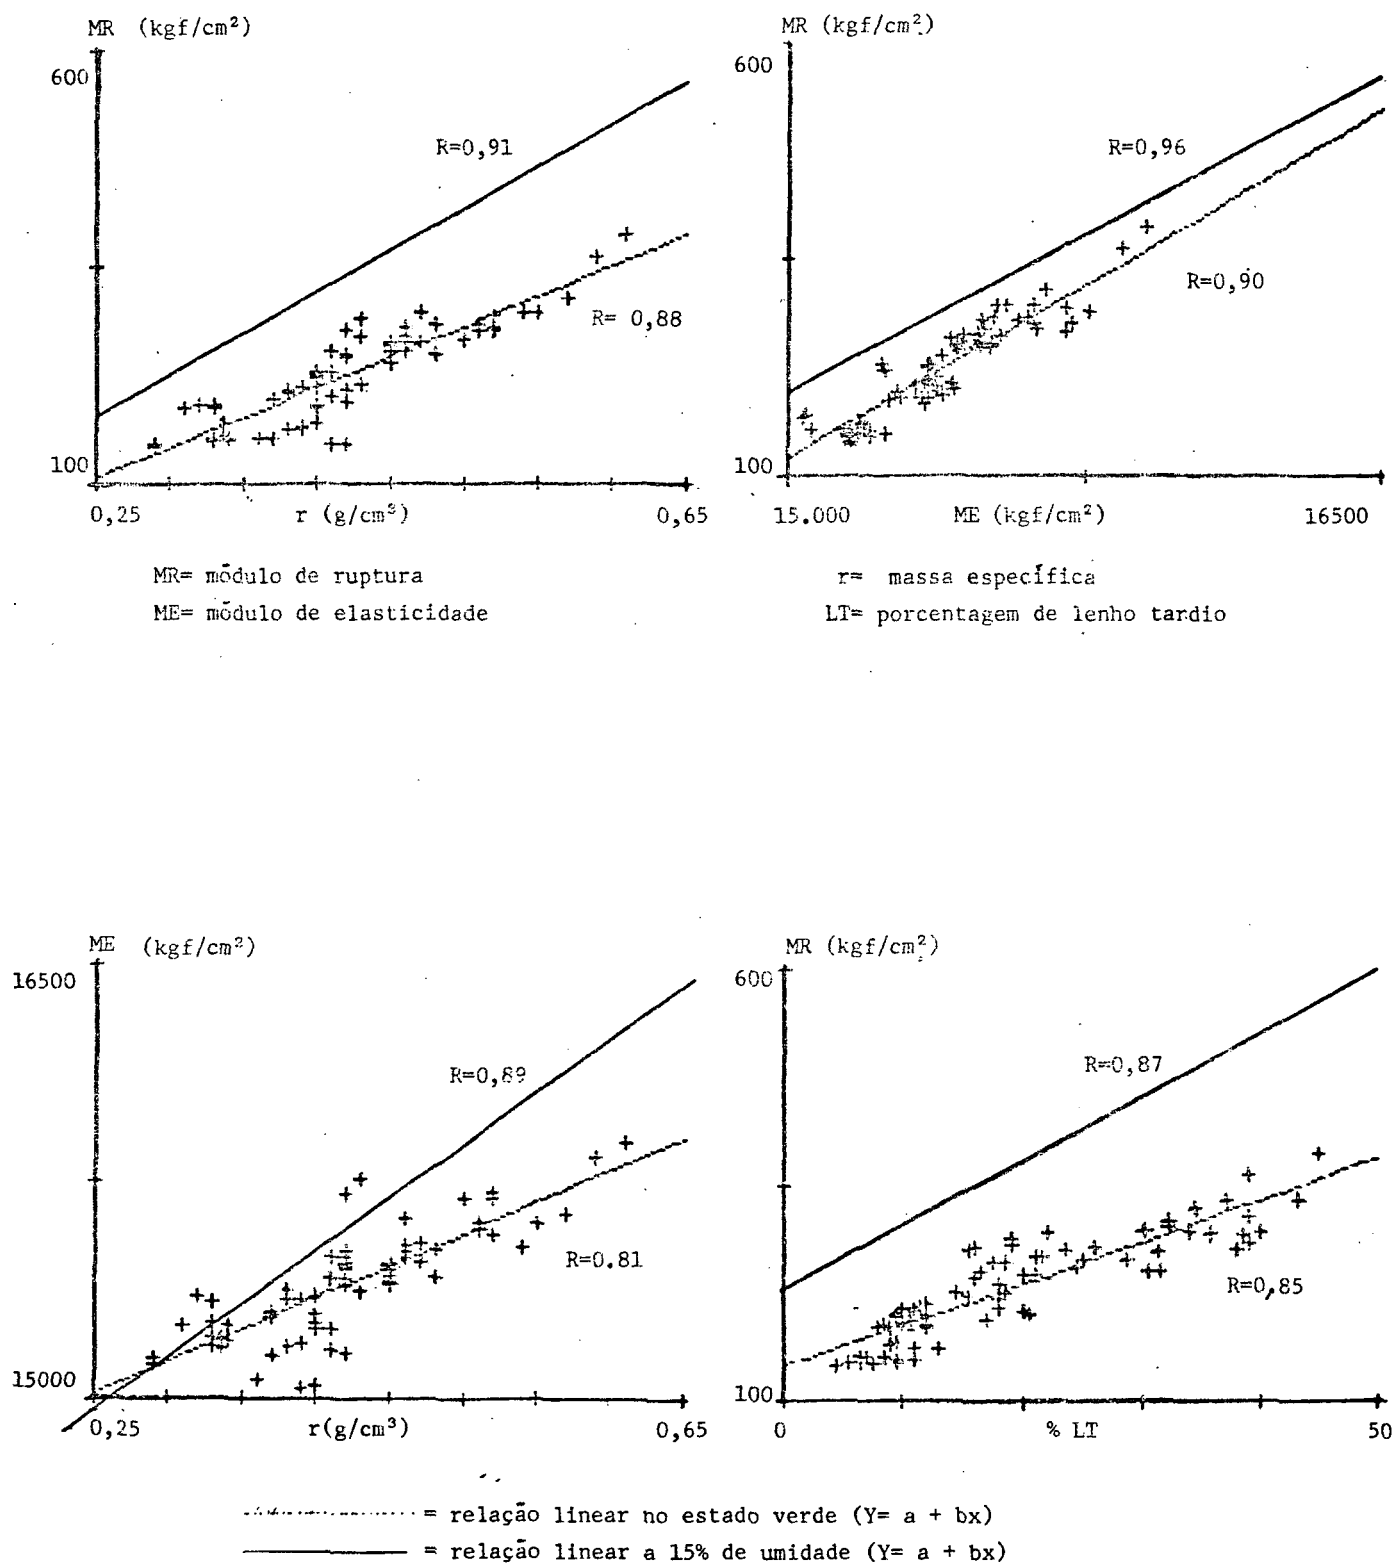 MR (kgf/cm²)
600
R=0,91
R= 0,88
100
0,25
r (g/cm³)
0,65
MR (kgf/cm²)
600
R=0,96
R=0,90
100
15.000
ME (kgf/cm²)
16500
MR= módulo de ruptura
ME= módulo de elasticidade
r= massa específica
LT= porcentagem de lenho tardio
ME (kgf/cm²)
16500
R=0,89
R=0.81
15000
0,25
r(g/cm³)
0,65
MR (kgf/cm²)
600
R=0,87
R=0,85
100
0
% LT
50
= relação linear no estado verde (Y= a + bx)
= relação linear a 15% de umidade (Y= a + bx)